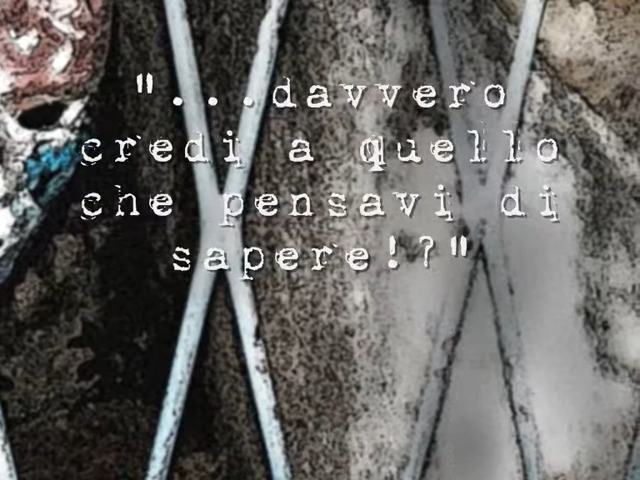 "...davvero
credi a quello
che pensavi di
sapere!?"